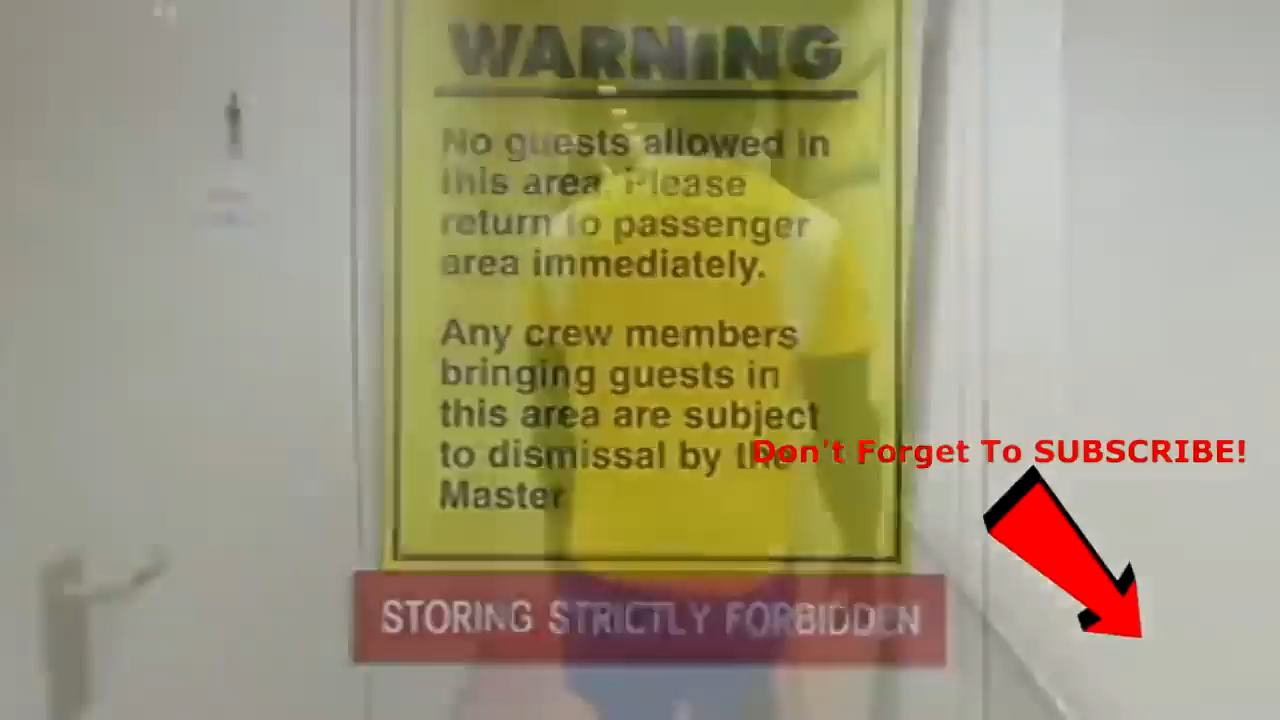 WARNING
No guests allowed in
this area. Please
return to passenger
area immediately.
Any crew members
bringing guests in
this area are subject
to dismissal by the
Master
Don't Forget To SUBSCRIBE!
STORING STRICTLY FORBIDDEN